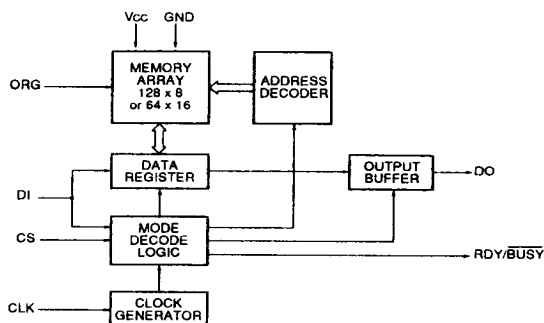 Vcc GND
MEMORY
ARRAY
128 x 8
or 64 x 16
ADDRESS
DECODER
ORG
DATA
REGISTER
OUTPUT
BUFFER
DO
DI
MODE
DECODE
LOGIC
CS
RDY/BUSY
CLK
CLOCK
GENERATOR